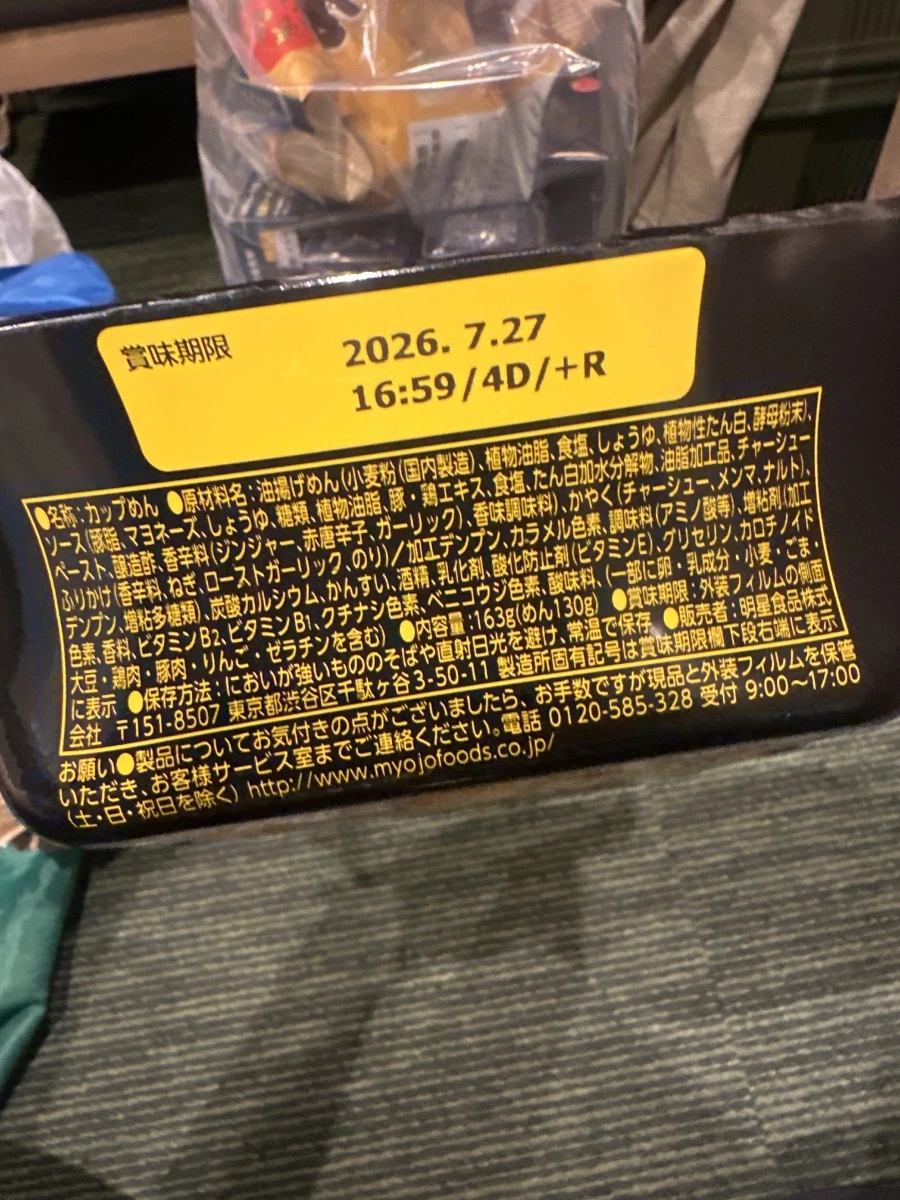 賞味期限
2026. 7.27
16:59/4D/+R
●名称:カップめん ●原材料名:油揚げめん(小麦粉(国内製造)、植物油脂、食塩、しょうゆ、植物性たん白、酵母粉末)、
ソース(豚脂、マヨネーズ、しょうゆ、糖類、植物油脂、豚・鶏エキス、食塩、たん白加水分解物、油脂加工品、チャーシュー
ペースト、醸造酢、香辛料(ジンジャー、赤唐辛子、ガーリック)、香味調味料)、かやく(チャーシュー、メンマ、ナルト)、
ふりかけ(香辛料、ねぎ、ローストガーリック、のり)/加工デンプン、カラメル色素、調味料(アミノ酸等)、増粘剤(加工
デンプン、増粘多糖類)、炭酸カルシウム、かんすい、酒精、乳化剤、酸化防止剤(ビタミンE)、グリセリン、カロチノイド
色素、香料、ビタミンB2、ビタミンB1、クチナシ色素、ベニコウジ色素、酸味料、(一部に卵・乳成分・小麦・ごま・
大豆・鶏肉・豚肉・りんご・ゼラチンを含む) ●内容量:163g(めん130g) ●賞味期限:外装フィルムの側面
に表示 ●保存方法:においが強いもののそばや直射日光を避け、常温で保存 ●販売者:明星食品株式
会社 〒151-8507 東京都渋谷区千駄ヶ谷3-50-11 製造所固有記号は賞味期限欄下段右端に表示
お願い●製品についてお気付きの点がございましたら、お手数ですが現品と外装フィルムを保管
いただき、お客様サービス室までご連絡ください。電話 0120-585-328 受付 9:00〜17:00
(土・日・祝日を除く) http://www.myojofoods.co.jp/